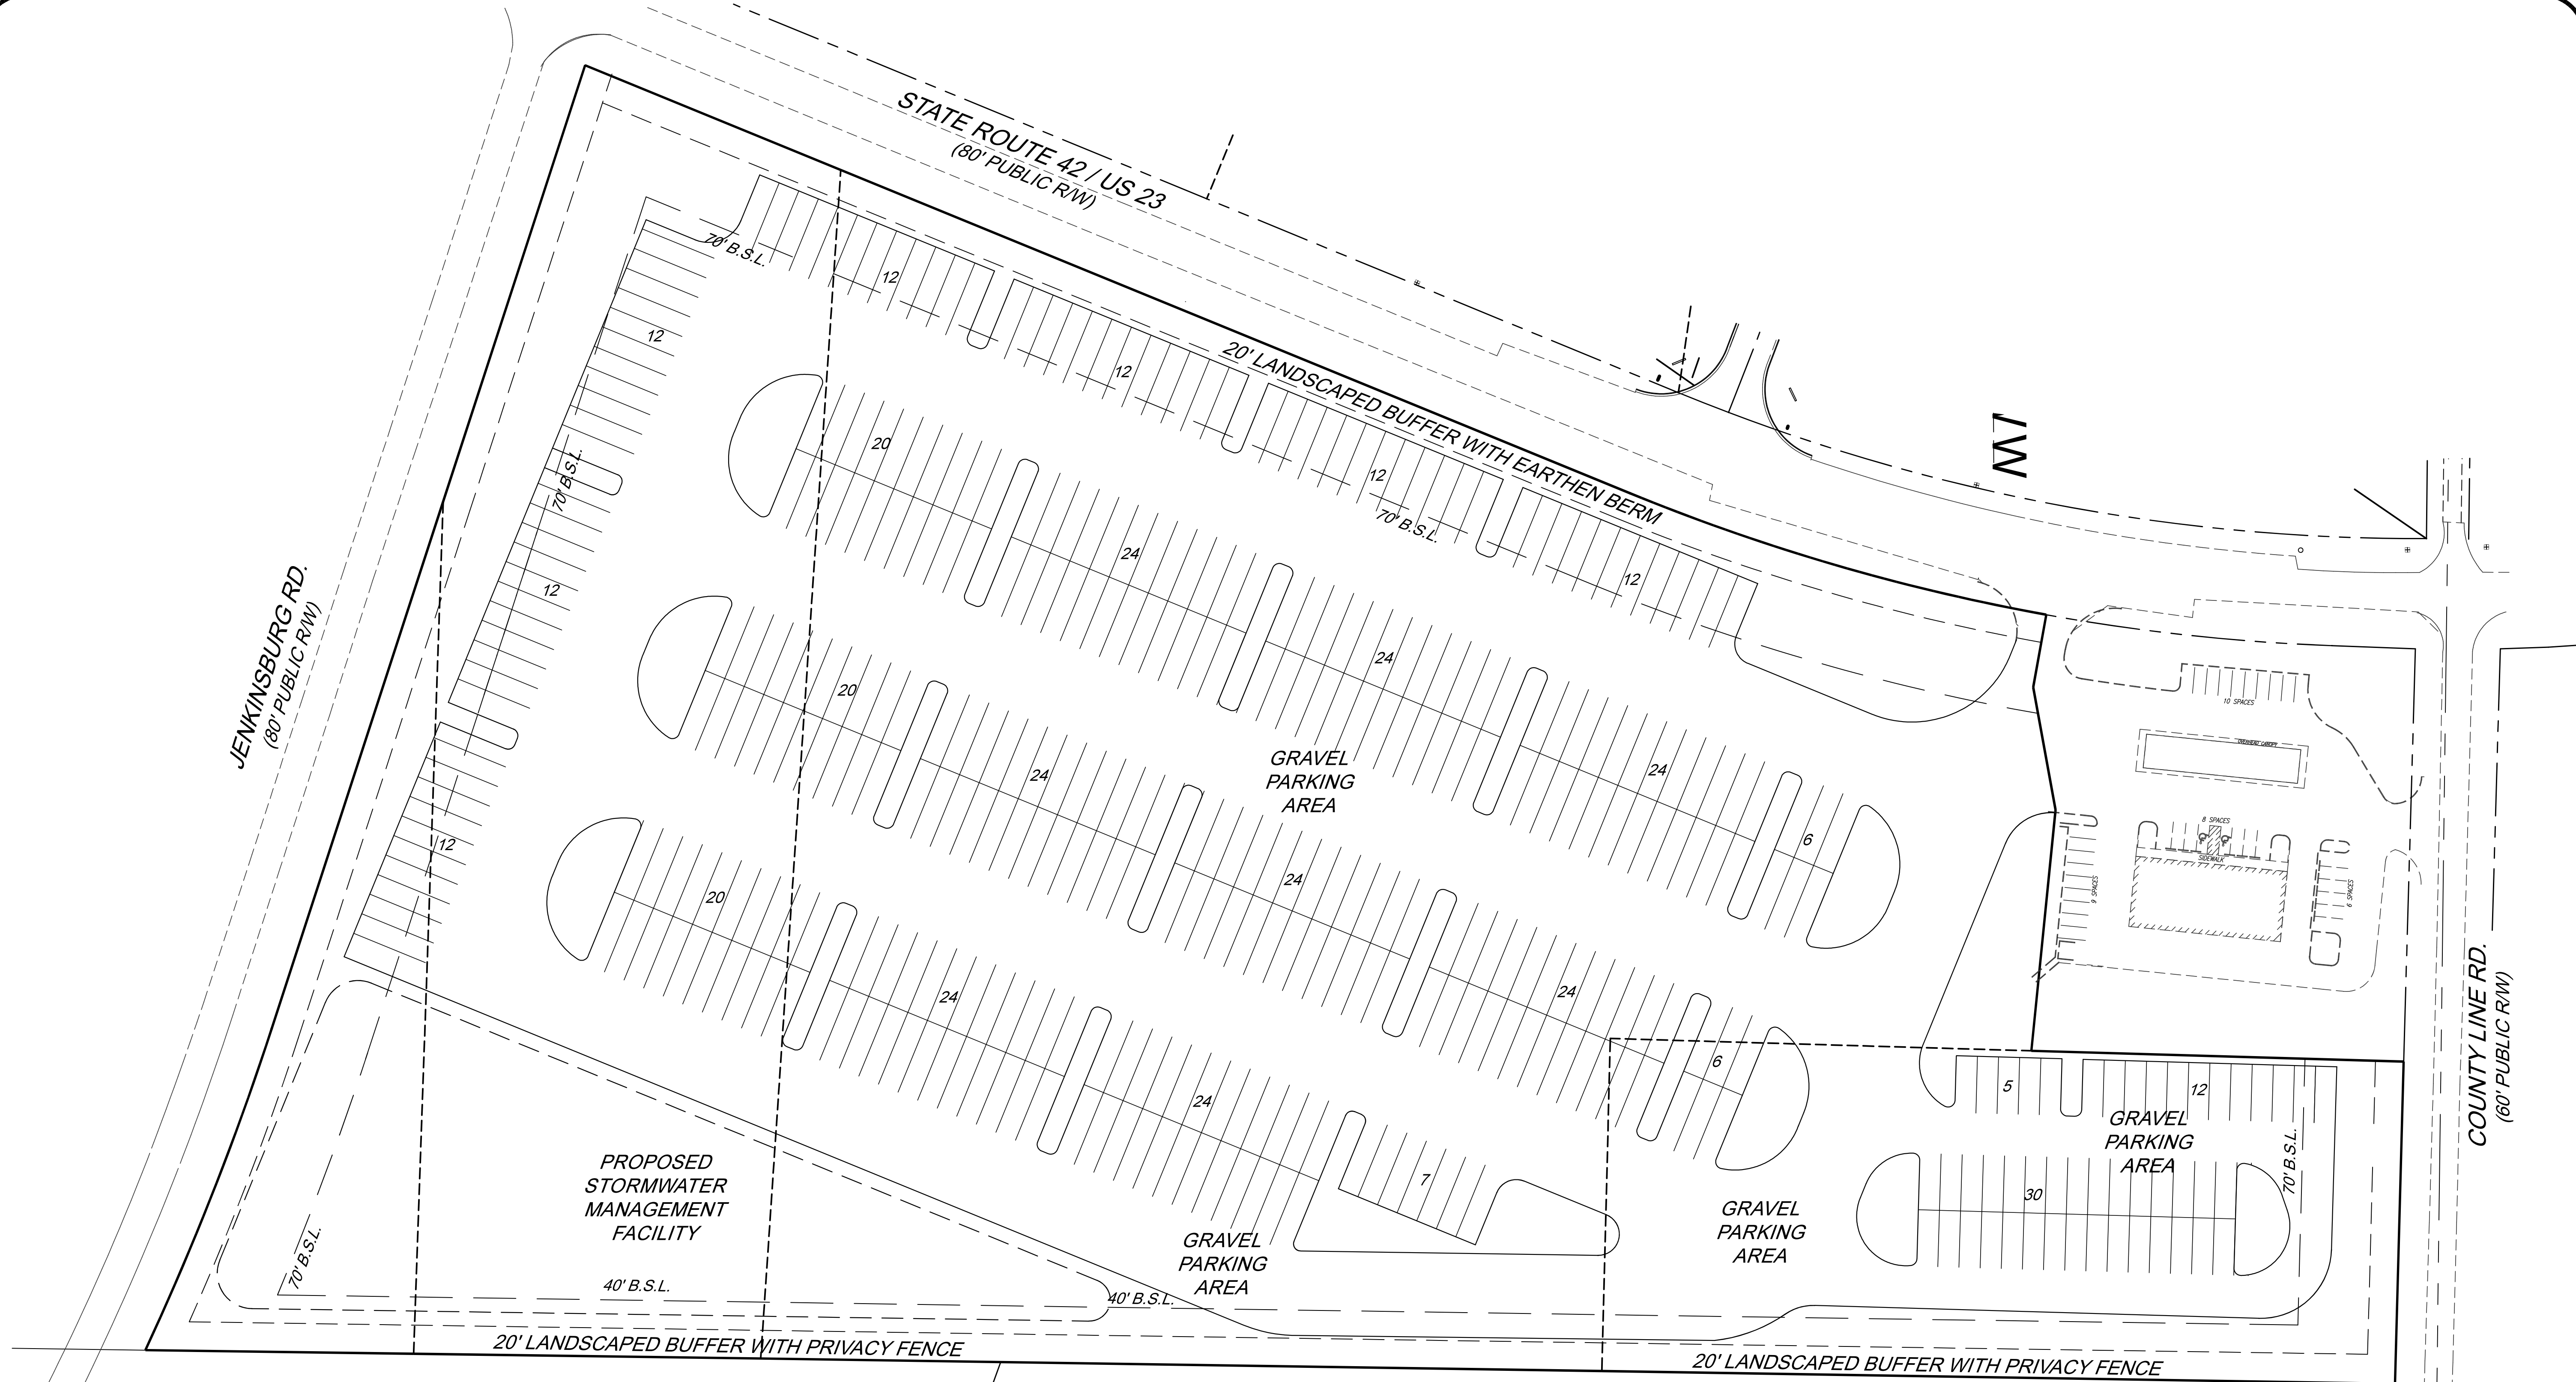 STATE ROUTE 42 / US 23
(80' PUBLIC R/W)
70' B.S.L.
12
12
12
12
12
20' LANDSCAPED BUFFER WITH EARTHEN BERM
70' B.S.L.
20
24
24
24
6
70' B.S.L.
12
12
JENKINSBURG RD.
(80' PUBLIC R/W)
20
24
24
24
6
GRAVEL
PARKING
AREA
20
24
24
7
10 SPACES
OVERHEAD CANOPY
8 SPACES
SIDEWALK
9 SPACES
6 SPACES
COUNTY LINE RD.
(60' PUBLIC R/W)
5
12
GRAVEL
PARKING
AREA
30
70' B.S.L.
PROPOSED
STORMWATER
MANAGEMENT
FACILITY
GRAVEL
PARKING
AREA
GRAVEL
PARKING
AREA
70' B.S.L.
40' B.S.L.
40' B.S.L.
20' LANDSCAPED BUFFER WITH PRIVACY FENCE
20' LANDSCAPED BUFFER WITH PRIVACY FENCE